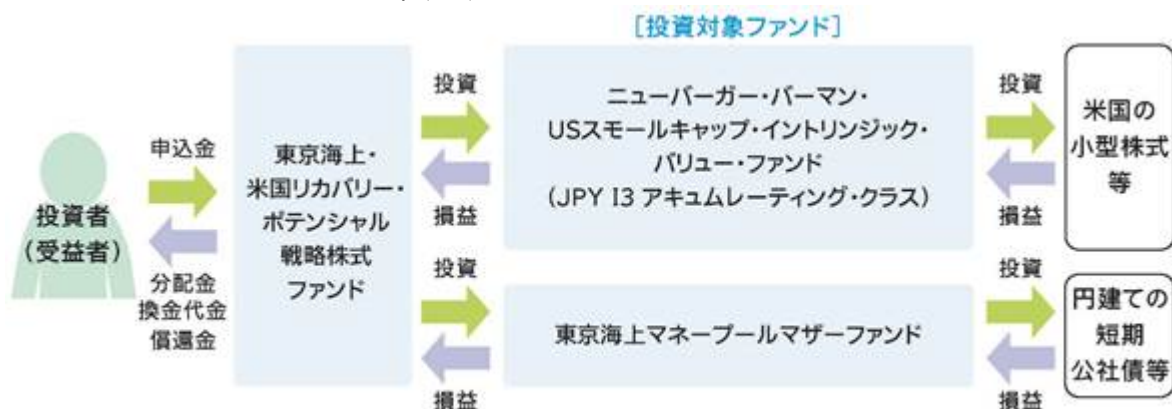 ［投資対象ファンド］
投資者
（受益者）
申込金
分配金
換金代金
償還金
東京海上・
米国リカバリー・
ポテンシャル
戦略株式
ファンド
投資
損益
ニューバーガー・バーマン・
USスモールキャップ・イントリンジック・
バリュー・ファンド
（JPY I3 アキュムレーティング・クラス）
投資
損益
米国の
小型株式
等
投資
損益
東京海上マネープールマザーファンド
投資
損益
円建ての
短期
公社債等